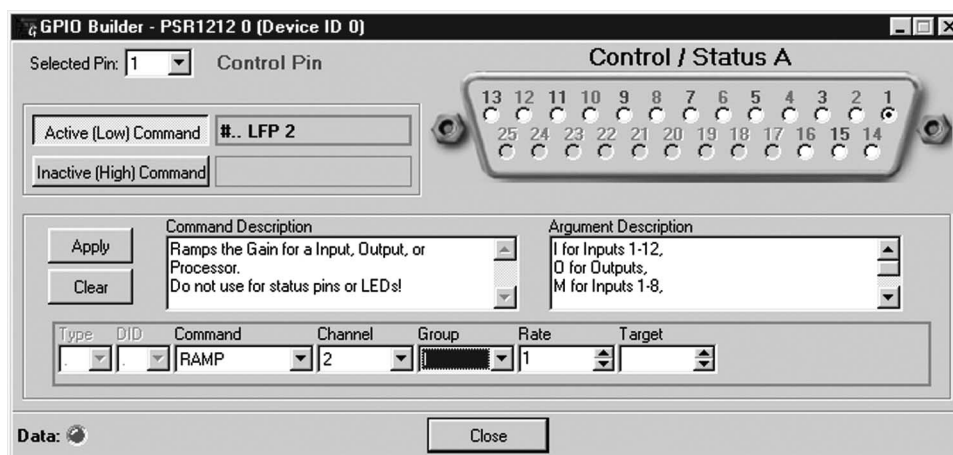 GPIO Builder - PSR1212 0 (Device ID 0)
Selected Pin: 1 Control Pin
Control / Status A
13 12 11 10 9 8 7 6 5 4 3 2 1
25 24 23 22 21 20 19 18 17 16 15 14
Active (Low) Command #.. LFP 2
Inactive (High) Command
Apply
Clear
Command Description
Ramps the Gain for a Input, Output, or
Processor.
Do not use for status pins or LEDs!
Argument Description
I for Inputs 1-12,
O for Outputs,
M for Inputs 1-8,
Type DID Command Channel Group Rate Target
. . RAMP 2 1
Data:
Close